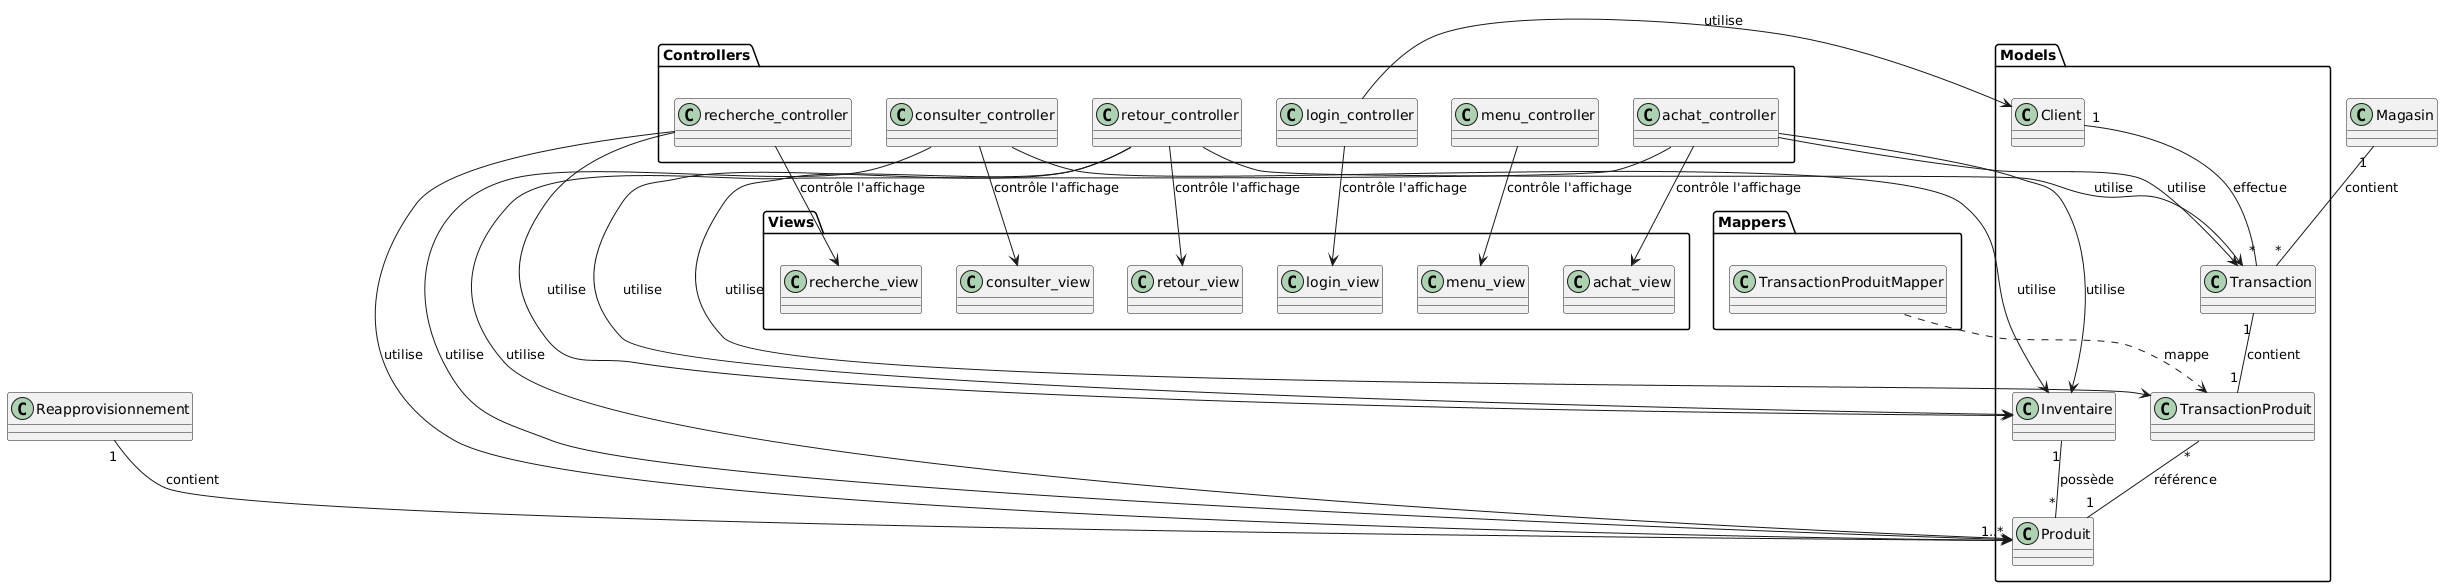 utilise
Controllers
Models
C recherche_controller
C consulter_controller
C retour_controller
C login_controller
C menu_controller
C achat_controller
C Client
C Magasin
1
1
contrôle l'affichage
contrôle l'affichage
contrôle l'affichage
contrôle l'affichage
contrôle l'affichage
contrôle l'affichage
utilise
utilise
effectue
contient
Views
Mappers
*
*
C recherche_view
C consulter_view
C retour_view
C login_view
C menu_view
C achat_view
C TransactionProduitMapper
C Transaction
utilise
utilise
utilise
utilise
utilise
1
utilise
utilise
utilise
mappe
contient
1
C Reapprovisionnement
C Inventaire
C TransactionProduit
1
1
*
contient
possède
référence
*
1
1..*
C Produit